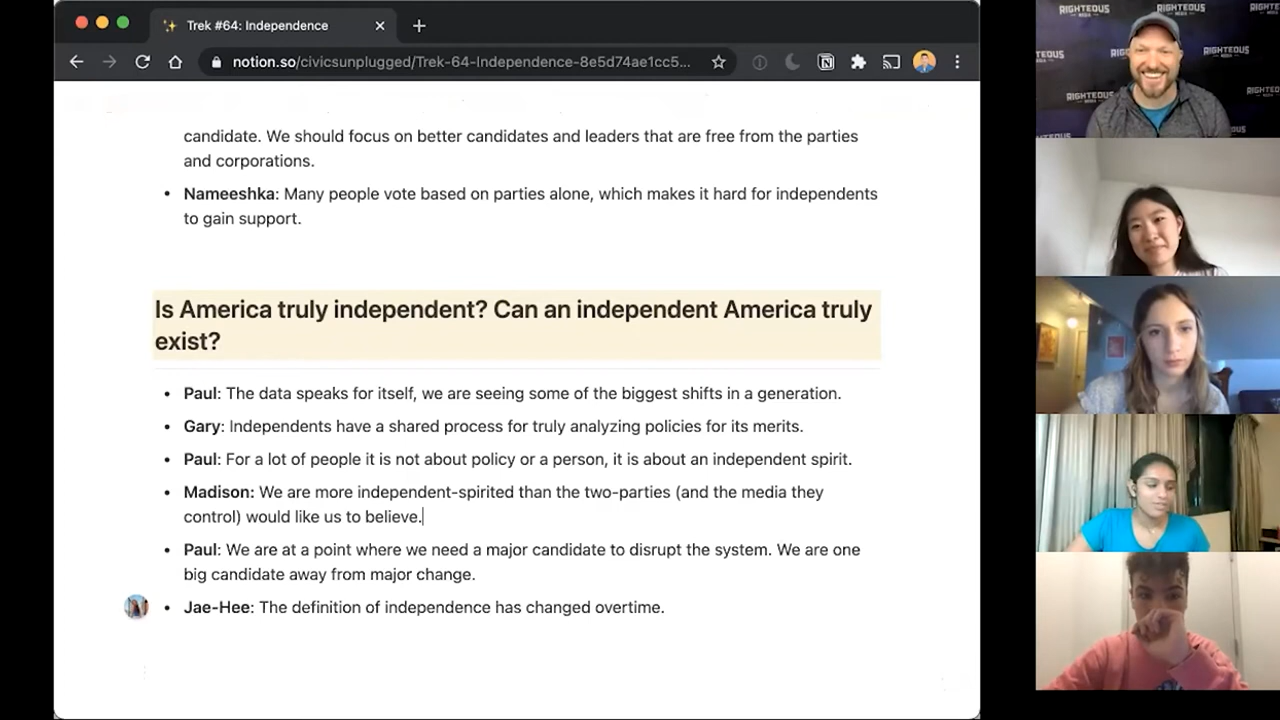 Trek #64: Independence
notion.so/civicsunplugged/Trek-64-Independence-8e5d74ae1cc5...
candidate. We should focus on better candidates and leaders that are free from the parties
and corporations.
• Nameeshka: Many people vote based on parties alone, which makes it hard for independents
to gain support.
Is America truly independent? Can an independent America truly
exist?
• Paul: The data speaks for itself, we are seeing some of the biggest shifts in a generation.
• Gary: Independents have a shared process for truly analyzing policies for its merits.
• Paul: For a lot of people it is not about policy or a person, it is about an independent spirit.
• Madison: We are more independent-spirited than the two-parties (and the media they
control) would like us to believe.
• Paul: We are at a point where we need a major candidate to disrupt the system. We are one
big candidate away from major change.
• Jae-Hee: The definition of independence has changed overtime.
RIGHTEOUS
MEDIA
RIGHTEOUS
RIGHTEOUS
RIGHTEOUS